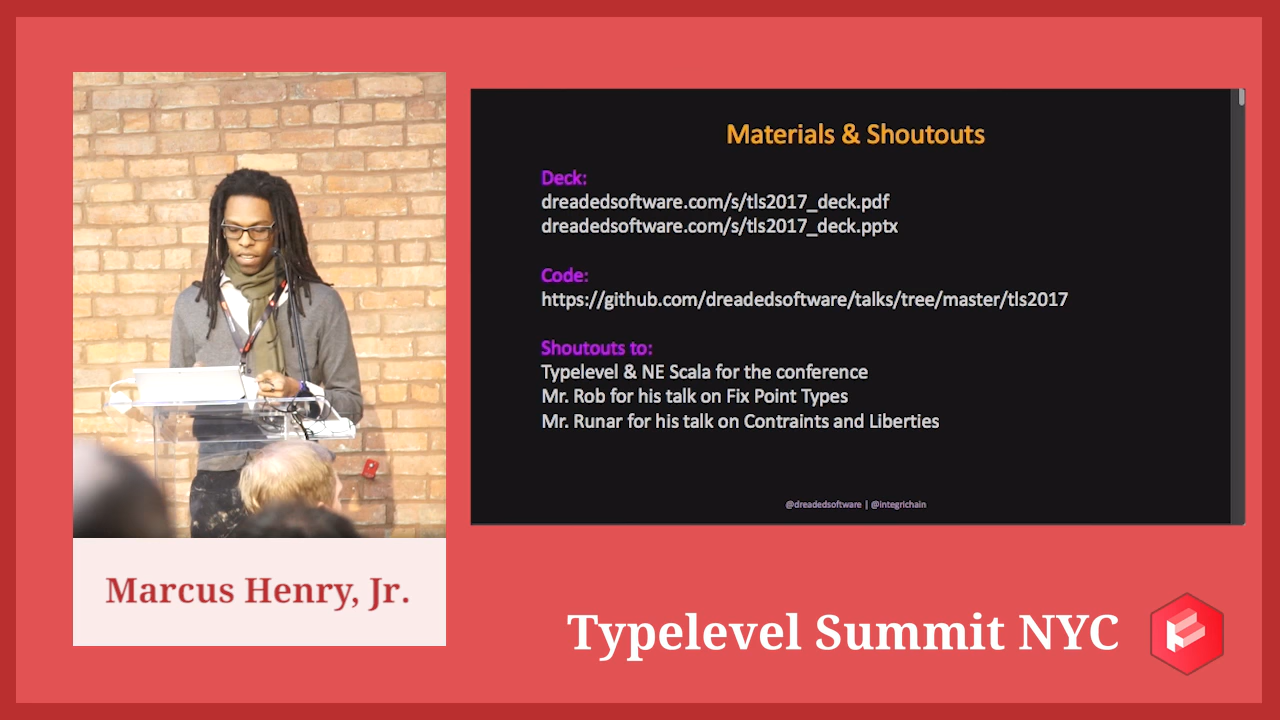 Materials & Shoutouts
Deck:
dreadedsoftware.com/s/tls2017_deck.pdf
dreadedsoftware.com/s/tls2017_deck.pptx
Code:
https://github.com/dreadedsoftware/talks/tree/master/tls2017
Shoutouts to:
Typelevel & NE Scala for the conference
Mr. Rob for his talk on Fix Point Types
Mr. Runar for his talk on Contraints and Liberties
@dreadedsoftware | @integrichain
Marcus Henry, Jr.
Typelevel Summit NYC